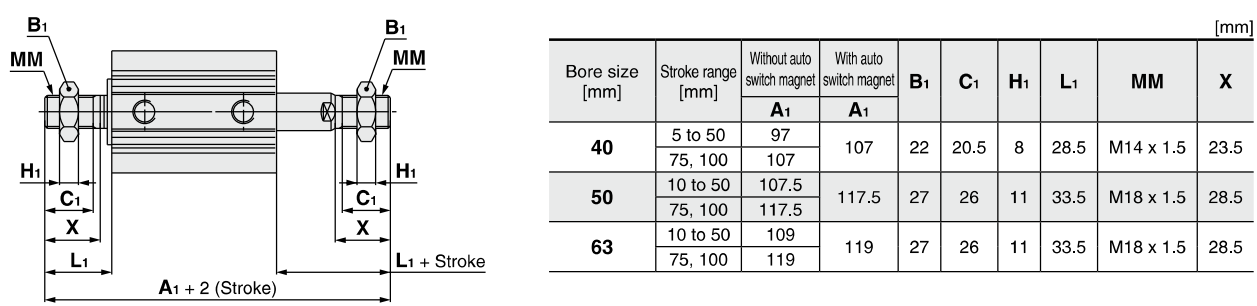 B1
B1
MM
MM
H1
H1
C1
C1
X
X
L1
L1 + Stroke
A1 + 2 (Stroke)
[mm]
Bore size [mm] Stroke range [mm] Without auto switch magnet With auto switch magnet B1 C1 H1 L1 MM X
A1 A1
40 5 to 50 97 107 22 20.5 8 28.5 M14 x 1.5 23.5
75, 100 107
50 10 to 50 107.5 117.5 27 26 11 33.5 M18 x 1.5 28.5
75, 100 117.5
63 10 to 50 109 119 27 26 11 33.5 M18 x 1.5 28.5
75, 100 119